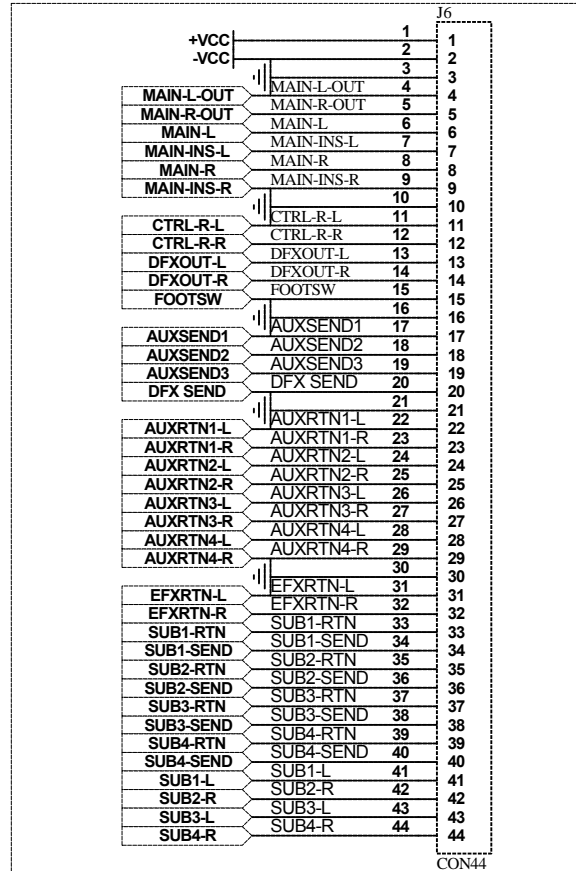 J6
+VCC 1 1
-VCC 2 2
3 3
MAIN-L-OUT MAIN-L-OUT 4 4
MAIN-R-OUT MAIN-R-OUT 5 5
MAIN-L MAIN-L 6 6
MAIN-INS-L MAIN-INS-L 7 7
MAIN-R MAIN-R 8 8
MAIN-INS-R MAIN-INS-R 9 9
10 10
CTRL-R-L CTRL-R-L 11 11
CTRL-R-R CTRL-R-R 12 12
DFXOUT-L DFXOUT-L 13 13
DFXOUT-R DFXOUT-R 14 14
FOOTSW FOOTSW 15 15
16 16
AUXSEND1 AUXSEND1 17 17
AUXSEND2 AUXSEND2 18 18
AUXSEND3 AUXSEND3 19 19
DFX SEND DFX SEND 20 20
21 21
AUXRTN1-L AUXRTN1-L 22 22
AUXRTN1-R AUXRTN1-R 23 23
AUXRTN2-L AUXRTN2-L 24 24
AUXRTN2-R AUXRTN2-R 25 25
AUXRTN3-L AUXRTN3-L 26 26
AUXRTN3-R AUXRTN3-R 27 27
AUXRTN4-L AUXRTN4-L 28 28
AUXRTN4-R AUXRTN4-R 29 29
30 30
EFXRTN-L EFXRTN-L 31 31
EFXRTN-R EFXRTN-R 32 32
SUB1-RTN SUB1-RTN 33 33
SUB1-SEND SUB1-SEND 34 34
SUB2-RTN SUB2-RTN 35 35
SUB2-SEND SUB2-SEND 36 36
SUB3-RTN SUB3-RTN 37 37
SUB3-SEND SUB3-SEND 38 38
SUB4-RTN SUB4-RTN 39 39
SUB4-SEND SUB4-SEND 40 40
SUB1-L SUB1-L 41 41
SUB2-R SUB2-R 42 42
SUB3-L SUB3-L 43 43
SUB4-R SUB4-R 44 44
CON44